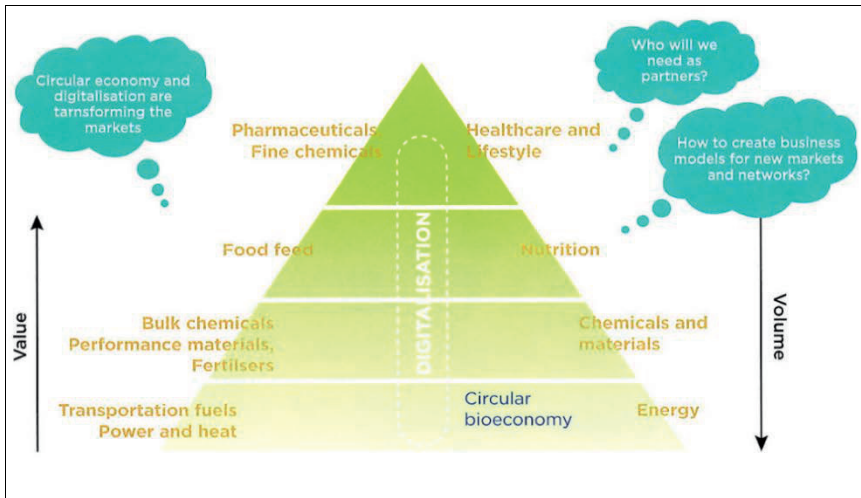 Circular economy and
digitalisation are
tarnsforming the
markets
Who will we
need as
partners?
How to create business
models for new markets
and networks?
Pharmaceuticals,
Fine chemicals
Healthcare and
Lifestyle
Food feed
Nutrition
Bulk chemicals
Performance materials,
Fertilsers
Chemicals and
materials
Transportation fuels
Power and heat
Circular
bioeconomy
Energy
DIGITALISATION
Value
Volume